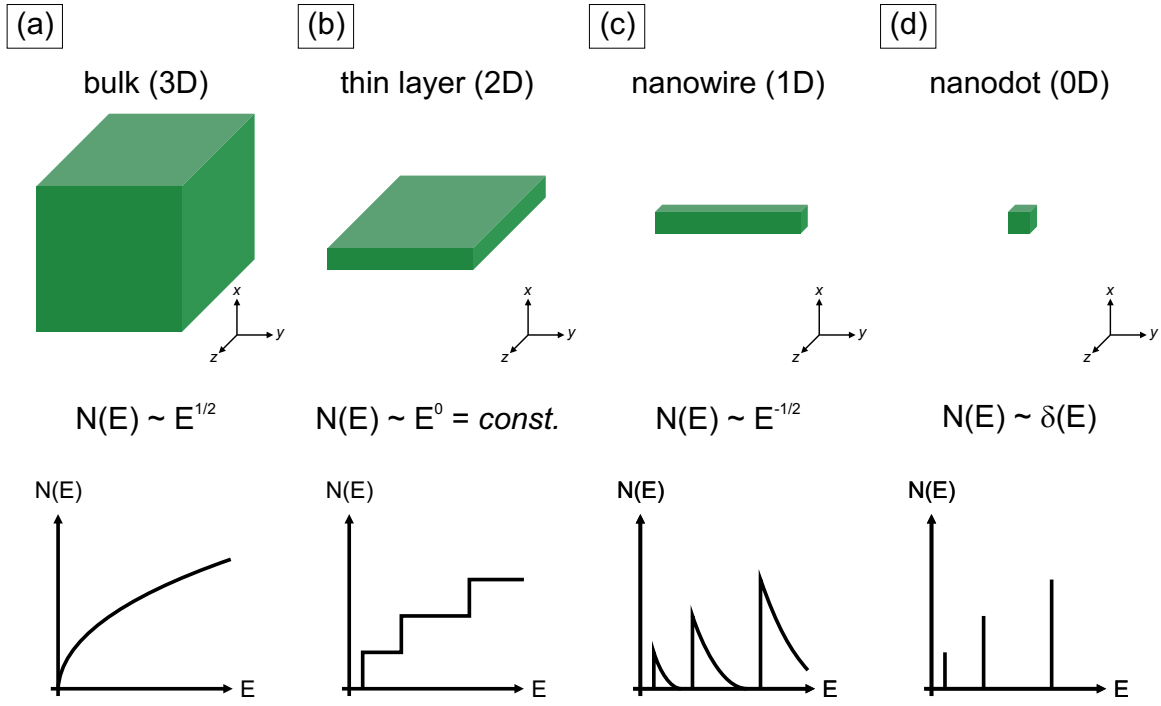 (a)
bulk (3D)
x
y
z
N(E) ~ E^1/2
N(E)
E
(b)
thin layer (2D)
x
y
z
N(E) ~ E^0 = const.
N(E)
E
(c)
nanowire (1D)
x
y
z
N(E) ~ E^-1/2
N(E)
E
(d)
nanodot (0D)
x
y
z
N(E) ~ δ(E)
N(E)
E